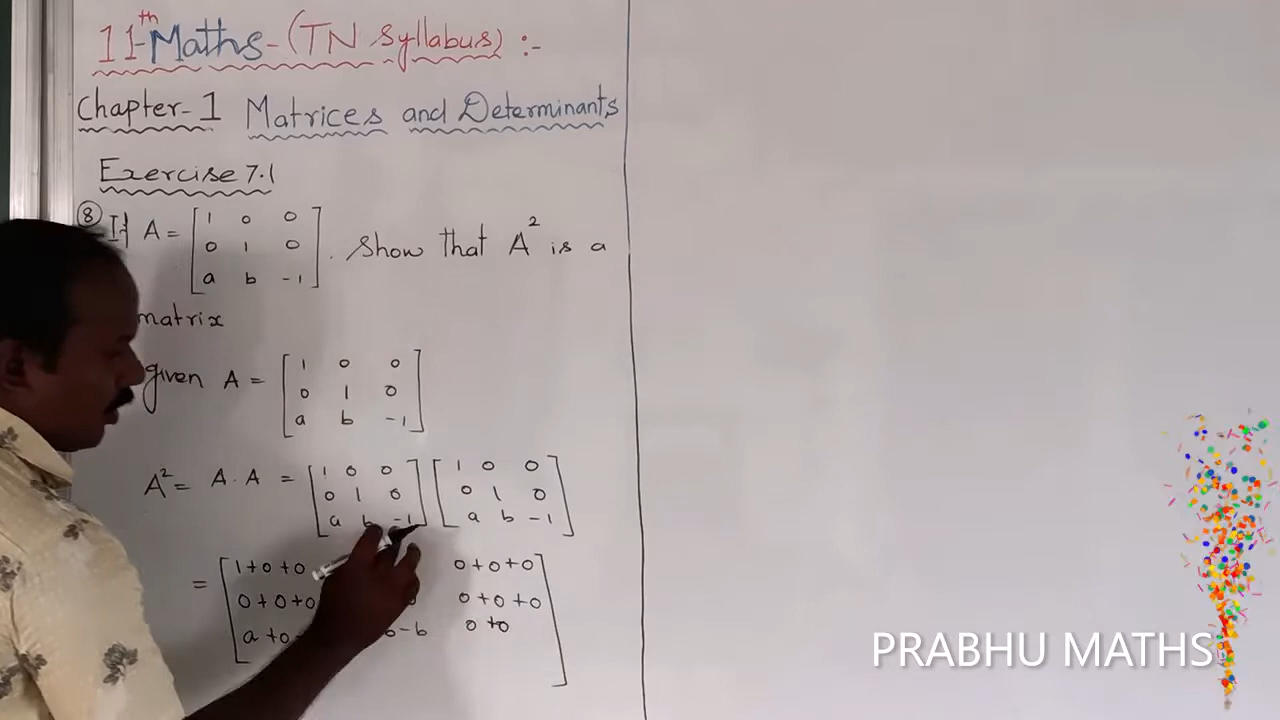 11th Maths - (TN Syllabus) :-
Chapter-1 Matrices and Determinants
Exercise 7.1
⑧ If A = [1 0 0
0 1 0
a b -1] . Show that A² is a
matrix
given A = [1 0 0
0 1 0
a b -1]
A² = A . A = [1 0 0 0 1 0 a b -1] [1 0 0 0 1 0 a b -1]
= [1+0+0 0+0+0
0+0+0 0+0+0
a+0 -b 0+0]
PRABHU MATHS